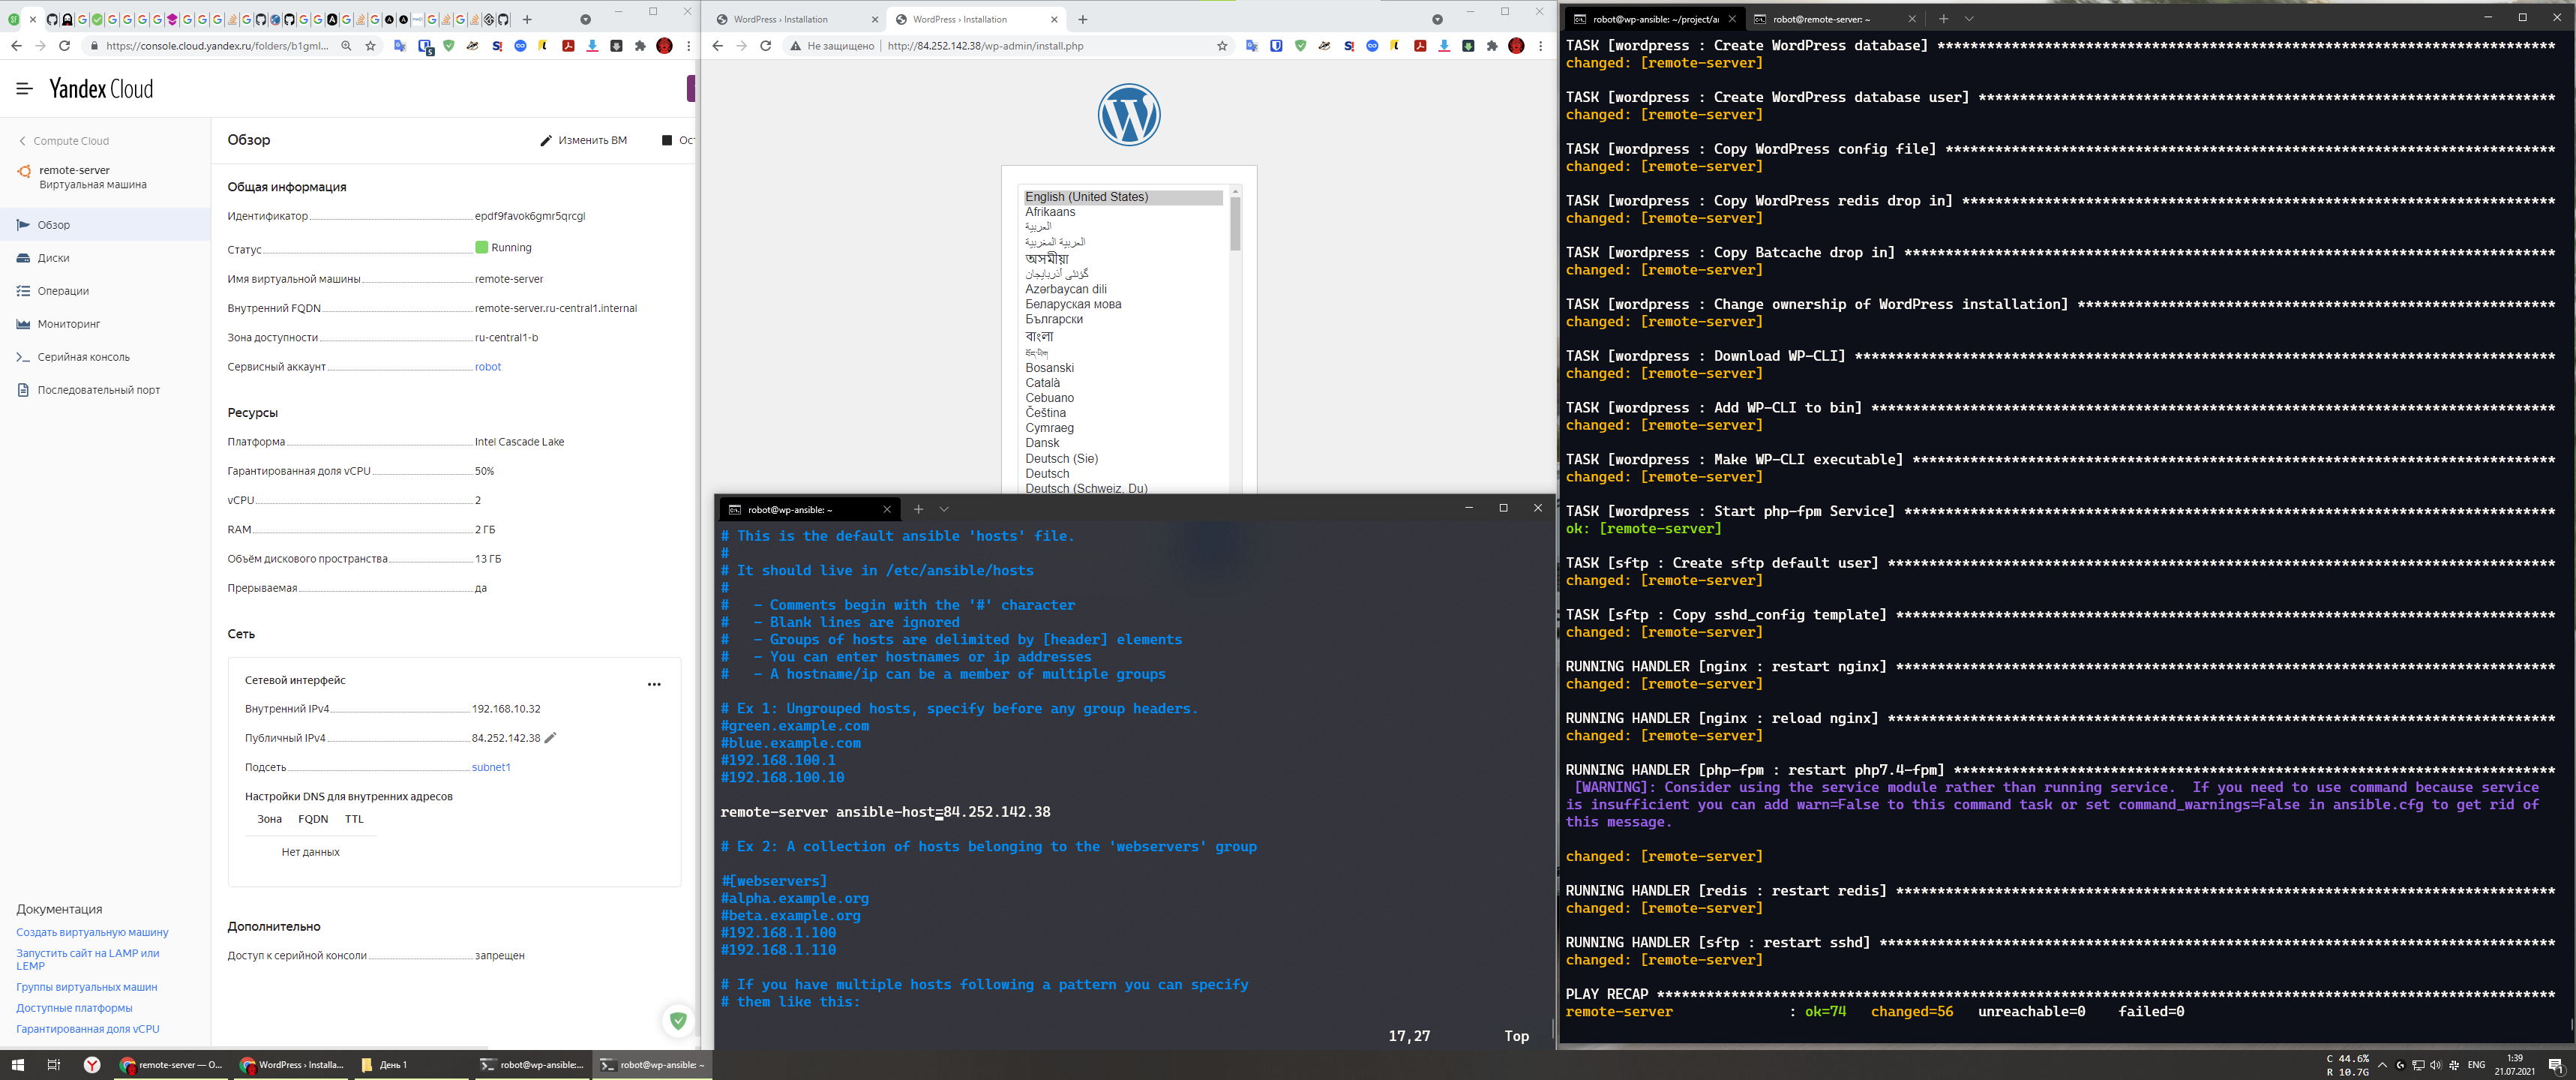 https://console.cloud.yandex.ru/folders/b1gml...
Yandex Cloud
Compute Cloud
remote-server
Виртуальная машина
Обзор
Диски
Операции
Мониторинг
Серийная консоль
Последовательный порт
Документация
Создать виртуальную машину
Запустить сайт на LAMP или
LEMP
Группы виртуальных машин
Доступные платформы
Гарантированная доля vCPU
Обзор
Изменить ВМ
Ост
Общая информация
Идентификатор epdf9favok6gmr5qrcgl
Статус Running
Имя виртуальной машины remote-server
Внутренний FQDN remote-server.ru-central1.internal
Зона доступности ru-central1-b
Сервисный аккаунт robot
Ресурсы
Платформа Intel Cascade Lake
Гарантированная доля vCPU 50%
vCPU 2
RAM 2 ГБ
Объём дискового пространства 13 ГБ
Прерываемая да
Сеть
Сетевой интерфейс
Внутренний IPv4 192.168.10.32
Публичный IPv4 84.252.142.38
Подсеть subnet1
Настройки DNS для внутренних адресов
Зона FQDN TTL
Нет данных
Дополнительно
Доступ к серийной консоли запрещен
WordPress › Installation
WordPress › Installation
Не защищено http://84.252.142.38/wp-admin/install.php
English (United States)
Afrikaans
العربية
العربية المغربية
অসমীয়া
گؤنئی آذربایجان
Azərbaycan dili
Беларуская мова
Български
বাংলা
བོད་ཡིག
Bosanski
Català
Cebuano
Čeština
Cymraeg
Dansk
Deutsch (Sie)
Deutsch
Deutsch (Schweiz, Du)
robot@wp-ansible: ~
# This is the default ansible 'hosts' file.
#
# It should live in /etc/ansible/hosts
#
#   - Comments begin with the '#' character
#   - Blank lines are ignored
#   - Groups of hosts are delimited by [header] elements
#   - You can enter hostnames or ip addresses
#   - A hostname/ip can be a member of multiple groups
# Ex 1: Ungrouped hosts, specify before any group headers.
#green.example.com
#blue.example.com
#192.168.100.1
#192.168.100.10
remote-server ansible-host=84.252.142.38
# Ex 2: A collection of hosts belonging to the 'webservers' group
#[webservers]
#alpha.example.org
#beta.example.org
#192.168.1.100
#192.168.1.110
# If you have multiple hosts following a pattern you can specify
# them like this:
17,27 Top
robot@wp-ansible: ~/project/ar
robot@remote-server: ~
TASK [wordpress : Create WordPress database] ****
changed: [remote-server]
TASK [wordpress : Create WordPress database user] ****
changed: [remote-server]
TASK [wordpress : Copy WordPress config file] ****
changed: [remote-server]
TASK [wordpress : Copy WordPress redis drop in] ****
changed: [remote-server]
TASK [wordpress : Copy Batcache drop in] ****
changed: [remote-server]
TASK [wordpress : Change ownership of WordPress installation] ****
changed: [remote-server]
TASK [wordpress : Download WP-CLI] ****
changed: [remote-server]
TASK [wordpress : Add WP-CLI to bin] ****
changed: [remote-server]
TASK [wordpress : Make WP-CLI executable] ****
changed: [remote-server]
TASK [wordpress : Start php-fpm Service] ****
ok: [remote-server]
TASK [sftp : Create sftp default user] ****
changed: [remote-server]
TASK [sftp : Copy sshd_config template] ****
changed: [remote-server]
RUNNING HANDLER [nginx : restart nginx] ****
changed: [remote-server]
RUNNING HANDLER [nginx : reload nginx] ****
changed: [remote-server]
RUNNING HANDLER [php-fpm : restart php7.4-fpm] ****
[WARNING]: Consider using the service module rather than running service.  If you need to use command because service
is insufficient you can add warn=False to this command task or set command_warnings=False in ansible.cfg to get rid of
this message.
changed: [remote-server]
RUNNING HANDLER [redis : restart redis] ****
changed: [remote-server]
RUNNING HANDLER [sftp : restart sshd] ****
changed: [remote-server]
PLAY RECAP ****
remote-server : ok=74 changed=56 unreachable=0 failed=0
remote-server — О...
WordPress › Installa...
День 1
robot@wp-ansible:...
robot@wp-ansible: ~
C 44.6%
R 10.7G
ENG
1:39
21.07.2021